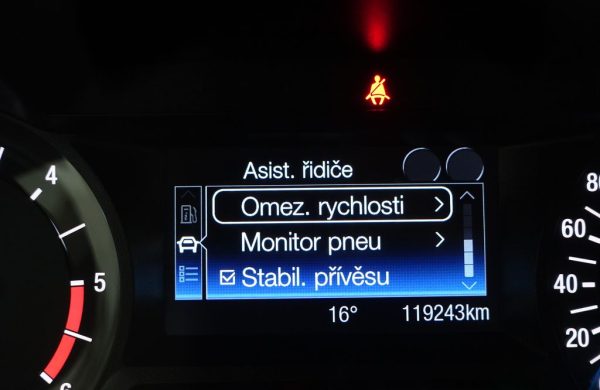 Asist. řidiče
Omez. rychlosti
Monitor pneu
Stabil. přívěsu
16° 119243km
4
5
6
80
60
40
20